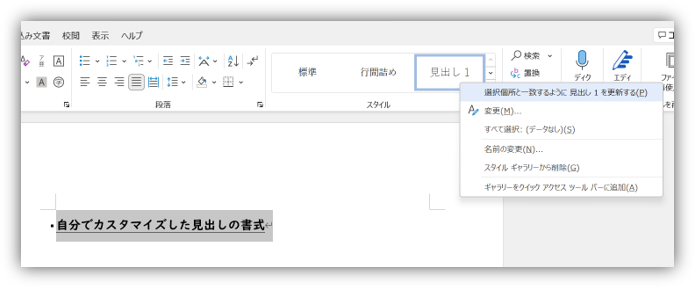 込み文書 校閲 表示 ヘルプ
標準 行間詰め 見出し 1
検索
置換
ディク
エディ
段落
スタイル
選択個所と一致するように 見出し 1 を更新する(P)
変更(M)...
すべて選択: (データなし)(S)
名前の変更(N)...
スタイル ギャラリーから削除(G)
ギャラリーをクイック アクセス ツール バーに追加(A)
自分でカスタマイズした見出しの書式